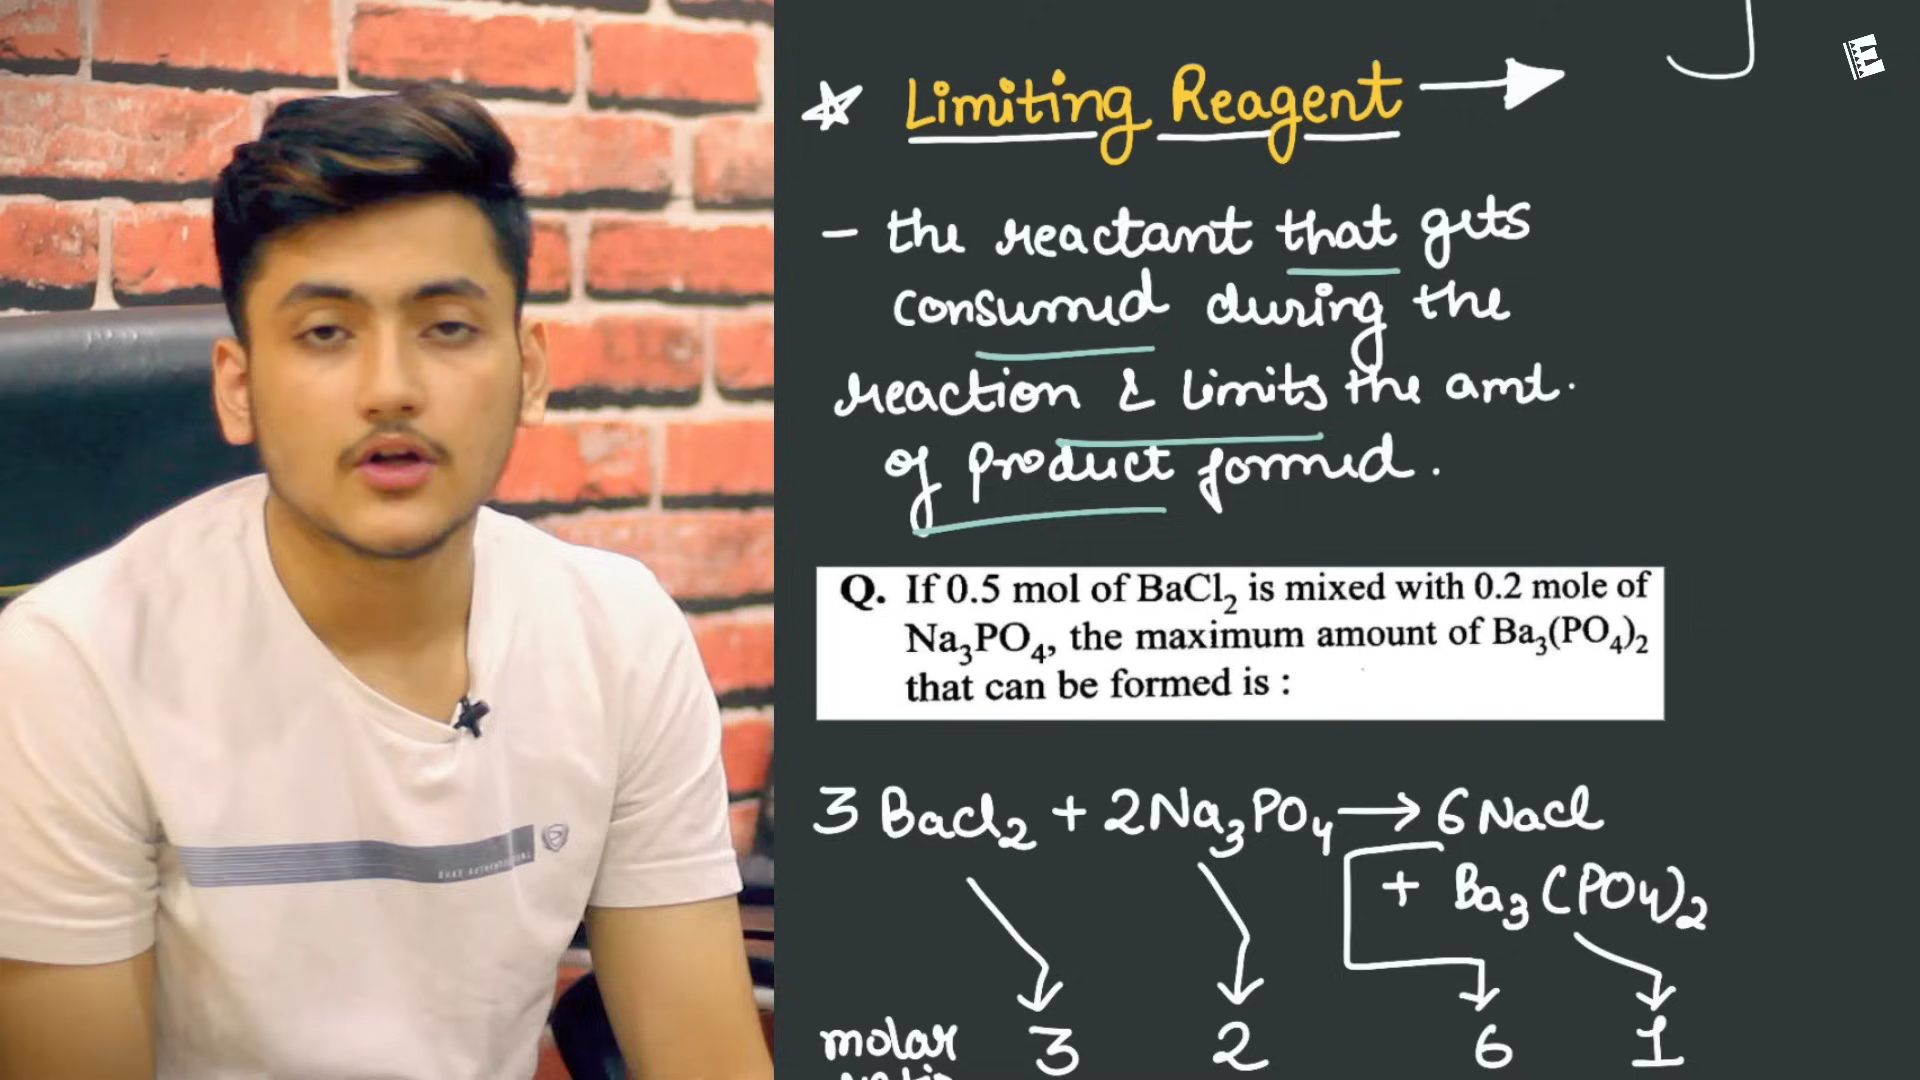 Limiting Reagent
– the reactant that gets
consumed during the
reaction & limits the amt.
of product formed.
Q. If 0.5 mol of BaCl₂ is mixed with 0.2 mole of
Na₃PO₄, the maximum amount of Ba₃(PO₄)₂
that can be formed is :
3 BaCl₂ + 2Na₃PO₄ → 6 NaCl
+ Ba₃(PO₄)₂
molar 3 2 6 1